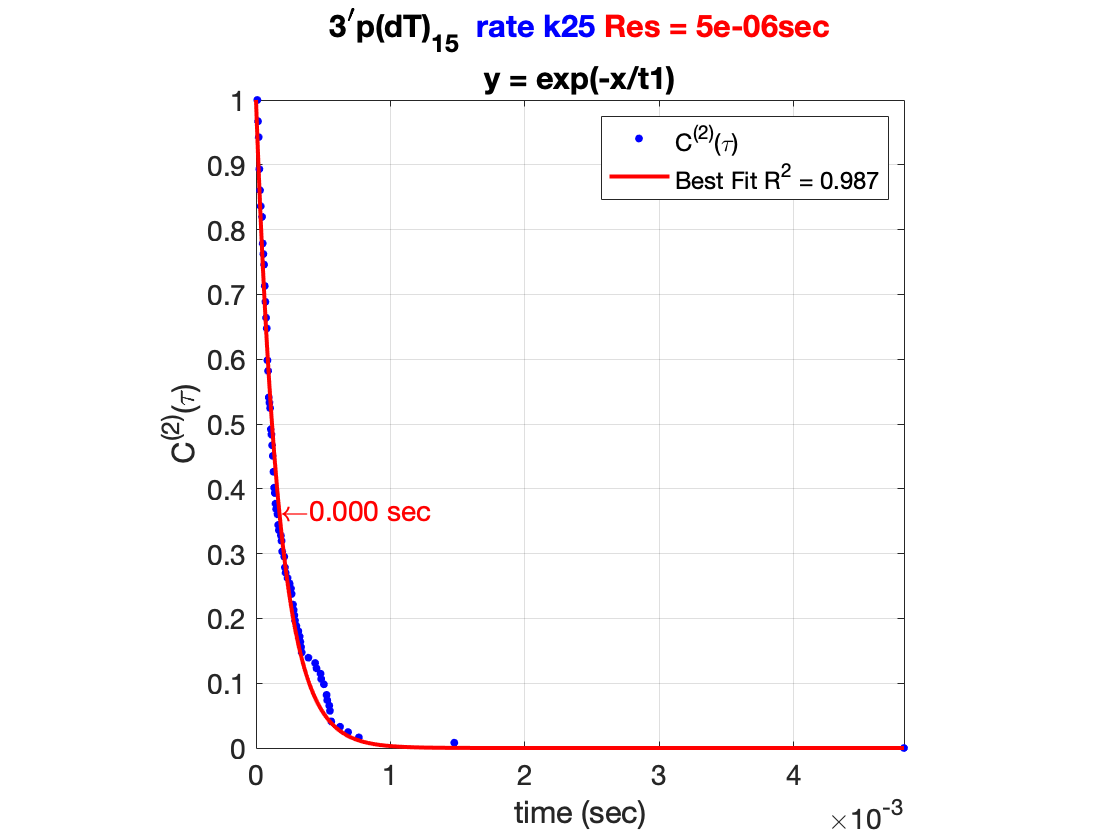 3′p(dT)15 rate k25 Res = 5e-06sec
y = exp(-x/t1)
C(2)(τ)
Best Fit R2 = 0.987
1
0.9
0.8
0.7
0.6
0.5
0.4
0.3
0.2
0.1
0
C(2)(τ)
←0.000 sec
0 1 2 3 4
time (sec)
×10-3